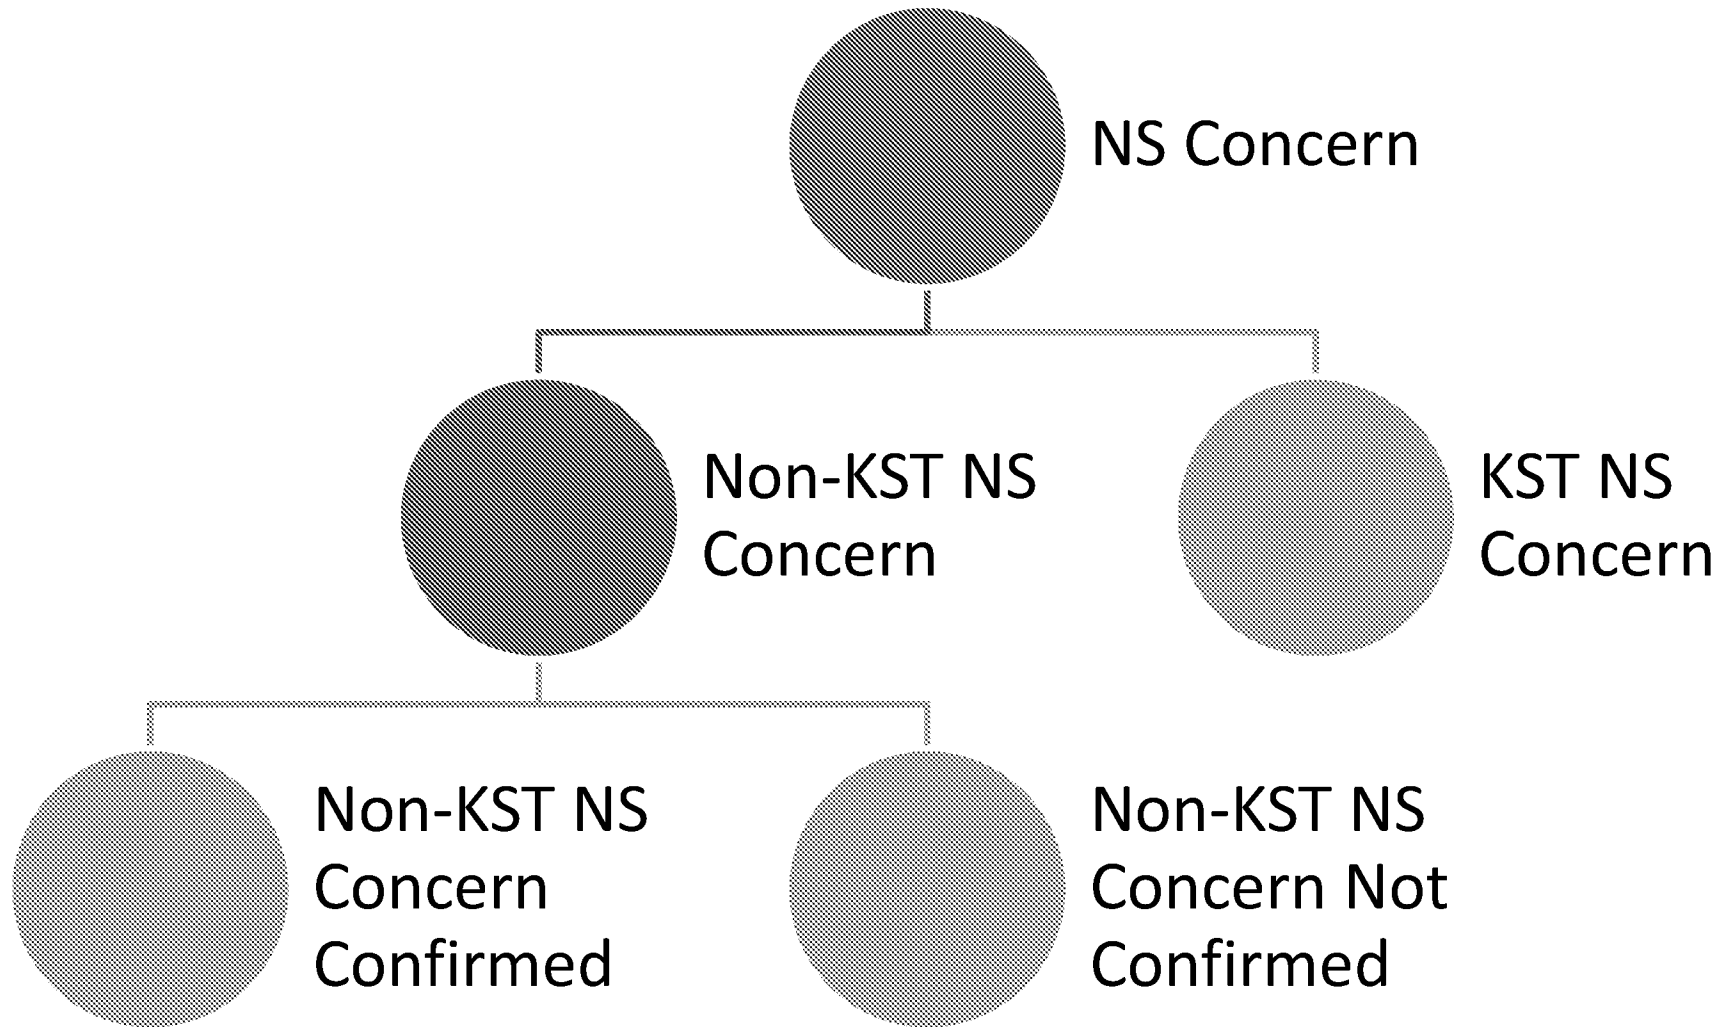 NS Concern
Non-KST NS
Concern
KST NS
Concern
Non-KST NS
Concern
Confirmed
Non-KST NS
Concern Not
Confirmed